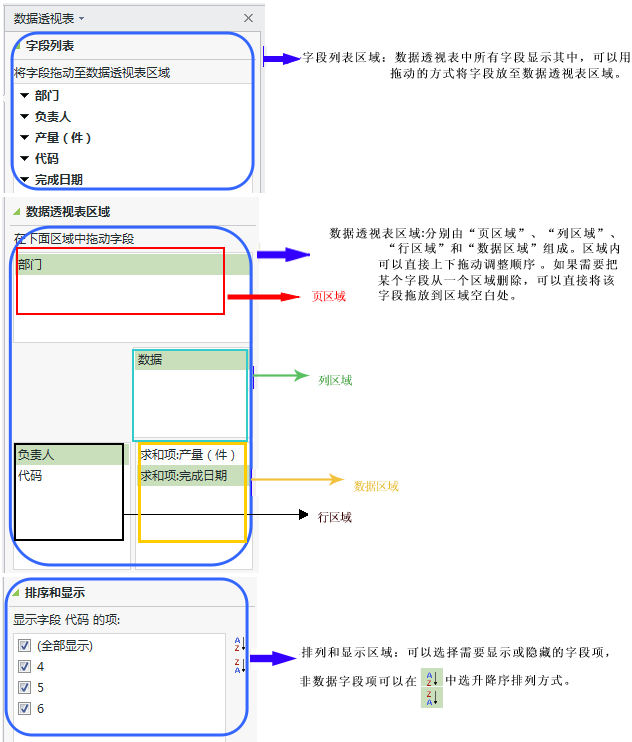 数据透视表
字段列表
将字段拖动至数据透视表区域
部门
负责人
产量（件）
代码
完成日期
字段列表区域：数据透视表中所有字段显示其中，可以用
拖动的方式将字段放至数据透视表区域。
数据透视表区域
在下面区域中拖动字段
部门
数据透视表区域:分别由“页区域”、“列区域”、
“行区域”和“数据区域”组成。区域内
可以直接上下拖动调整顺序 。如果需要把
某个字段从一个区域删除，可以直接将该
字段拖放到区域空白处。
页区域
数据
列区域
负责人
代码
求和项:产量（件）
求和项:完成日期
数据区域
行区域
排序和显示
显示字段 代码 的项:
(全部显示)
4
5
6
A
Z
A
Z
排列和显示区域：可以选择需要显示或隐藏的字段项，
非数据字段项可以在 A Z 中选升降序排列方式。
Z
A